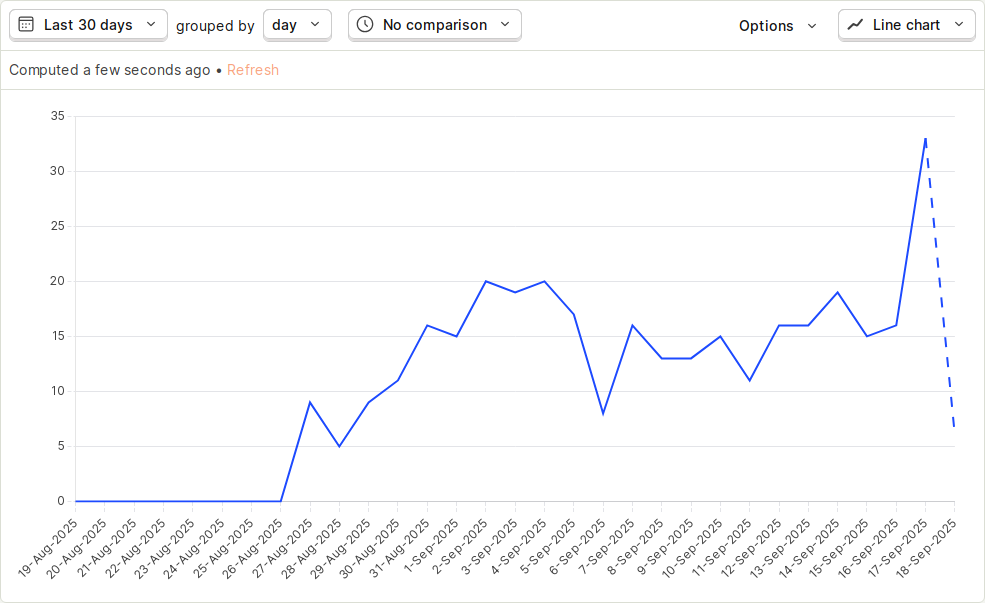 Last 30 days grouped by day No comparison Options Line chart
Computed a few seconds ago • Refresh
35
30
25
20
15
10
5
0
19-Aug-2025
20-Aug-2025
21-Aug-2025
22-Aug-2025
23-Aug-2025
24-Aug-2025
25-Aug-2025
26-Aug-2025
27-Aug-2025
28-Aug-2025
29-Aug-2025
30-Aug-2025
31-Aug-2025
1-Sep-2025
2-Sep-2025
3-Sep-2025
4-Sep-2025
5-Sep-2025
6-Sep-2025
7-Sep-2025
8-Sep-2025
9-Sep-2025
10-Sep-2025
11-Sep-2025
12-Sep-2025
13-Sep-2025
14-Sep-2025
15-Sep-2025
16-Sep-2025
17-Sep-2025
18-Sep-2025